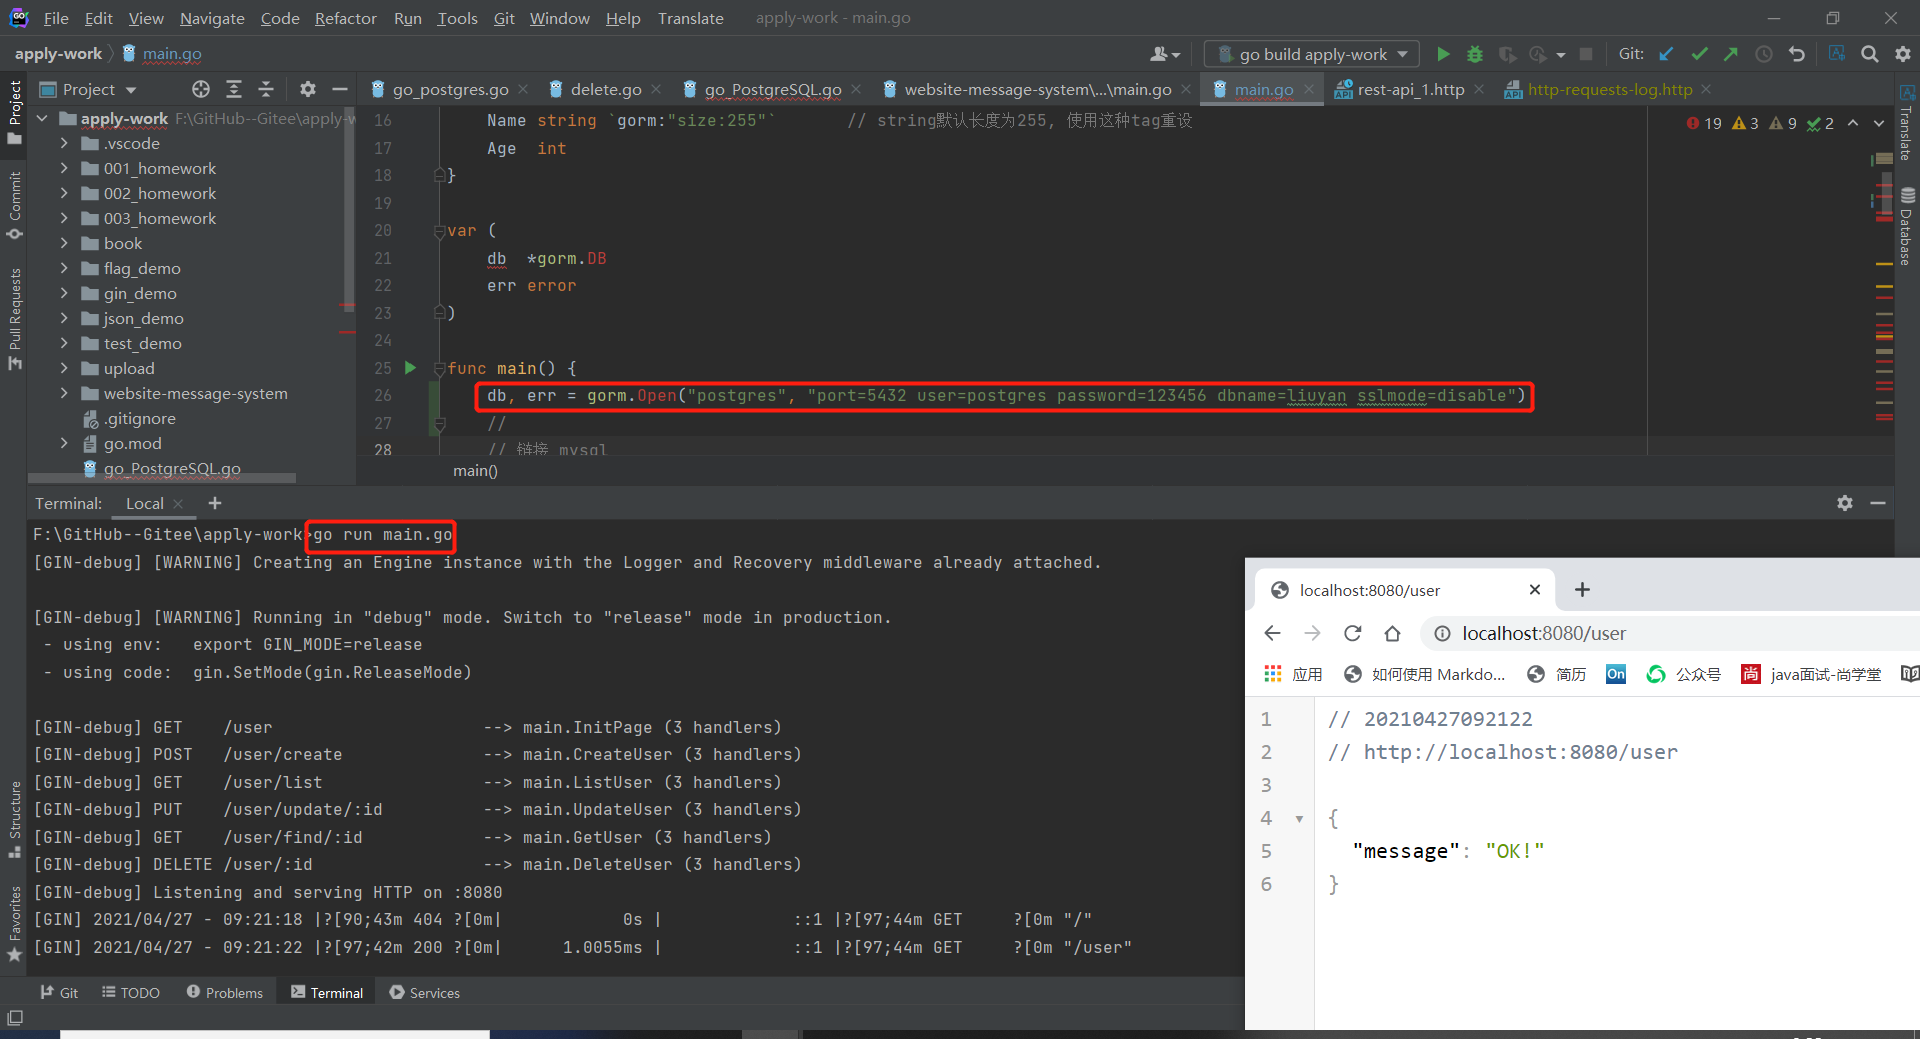 File Edit View Navigate Code Refactor Run Tools Git Window Help Translate apply-work - main.go
apply-work main.go go build apply-work Git:
Project go_postgres.go delete.go go_PostgreSQL.go website-message-system\...\main.go main.go rest-api_1.http http-requests-log.http
apply-work F:\GitHub--Gitee\apply-w
.vscode
001_homework
002_homework
003_homework
book
flag_demo
gin_demo
json_demo
test_demo
upload
website-message-system
.gitignore
go.mod
go_PostgreSQL.go
Project
Commit
Pull Requests
Structure
Favorites
16 Name string `gorm:"size:255"` // string默认长度为255, 使用这种tag重设
17 Age int
18 }
19
20 var (
21 db *gorm.DB
22 err error
23 )
24
25 func main() {
26 db, err = gorm.Open("postgres", "port=5432 user=postgres password=123456 dbname=liuyan sslmode=disable")
27 //
28 // 链接 mysql
main()
19 3 9 2
Translate
Database
Terminal: Local
F:\GitHub--Gitee\apply-work>go run main.go
[GIN-debug] [WARNING] Creating an Engine instance with the Logger and Recovery middleware already attached.
[GIN-debug] [WARNING] Running in "debug" mode. Switch to "release" mode in production.
- using env: export GIN_MODE=release
- using code: gin.SetMode(gin.ReleaseMode)
[GIN-debug] GET /user --> main.InitPage (3 handlers)
[GIN-debug] POST /user/create --> main.CreateUser (3 handlers)
[GIN-debug] GET /user/list --> main.ListUser (3 handlers)
[GIN-debug] PUT /user/update/:id --> main.UpdateUser (3 handlers)
[GIN-debug] GET /user/find/:id --> main.GetUser (3 handlers)
[GIN-debug] DELETE /user/:id --> main.DeleteUser (3 handlers)
[GIN-debug] Listening and serving HTTP on :8080
[GIN] 2021/04/27 - 09:21:18 |?[90;43m 404 ?[0m| 0s | ::1 |?[97;44m GET ?[0m "/"
[GIN] 2021/04/27 - 09:21:22 |?[97;42m 200 ?[0m| 1.0055ms | ::1 |?[97;44m GET ?[0m "/user"
Git TODO Problems Terminal Services
localhost:8080/user
localhost:8080/user
应用 如何使用 Markdo... 简历 On 公众号 尚 java面试-尚学堂
1 // 20210427092122
2 // http://localhost:8080/user
3
4 {
5 "message": "OK!"
6 }